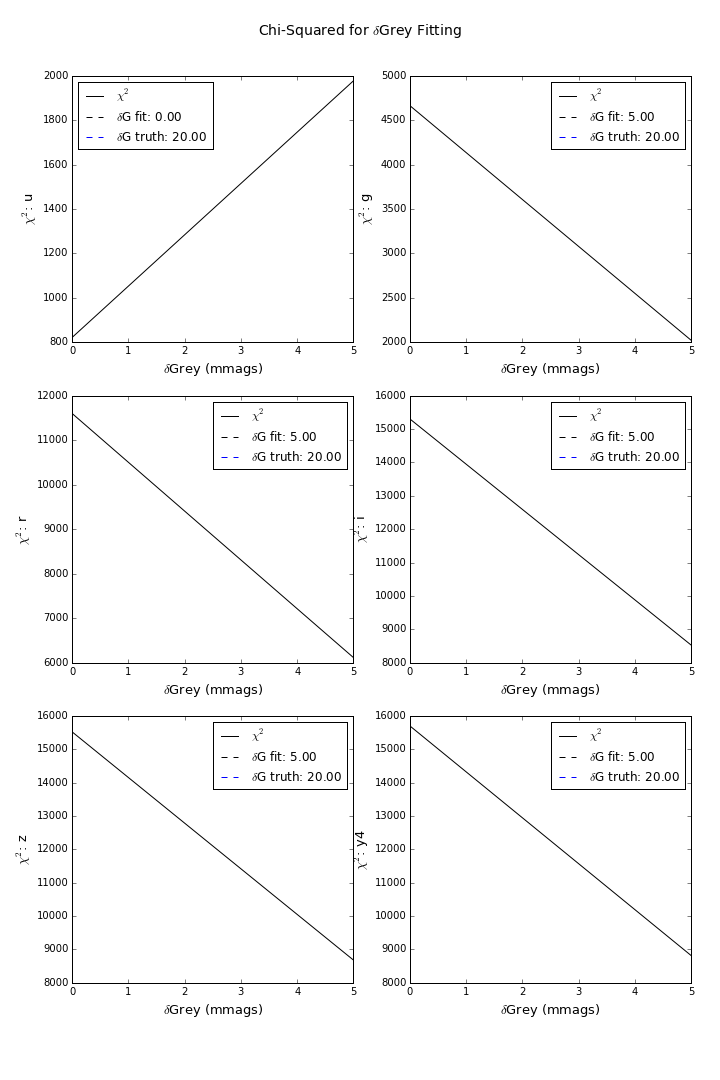 Chi-Squared for δGrey Fitting
2000
1800
1600
1400
1200
1000
800
0 1 2 3 4 5
χ²: u
δGrey (mmags)
χ²
δG fit: 0.00
δG truth: 20.00
5000
4500
4000
3500
3000
2500
2000
0 1 2 3 4 5
χ²: g
δGrey (mmags)
χ²
δG fit: 5.00
δG truth: 20.00
12000
11000
10000
9000
8000
7000
6000
0 1 2 3 4 5
χ²: r
δGrey (mmags)
χ²
δG fit: 5.00
δG truth: 20.00
16000
15000
14000
13000
12000
11000
10000
9000
8000
0 1 2 3 4 5
χ²: i
δGrey (mmags)
χ²
δG fit: 5.00
δG truth: 20.00
16000
15000
14000
13000
12000
11000
10000
9000
8000
0 1 2 3 4 5
χ²: z
δGrey (mmags)
χ²
δG fit: 5.00
δG truth: 20.00
16000
15000
14000
13000
12000
11000
10000
9000
8000
0 1 2 3 4 5
χ²: y4
δGrey (mmags)
χ²
δG fit: 5.00
δG truth: 20.00